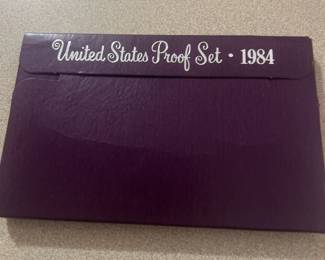 United States Proof Set · 1984